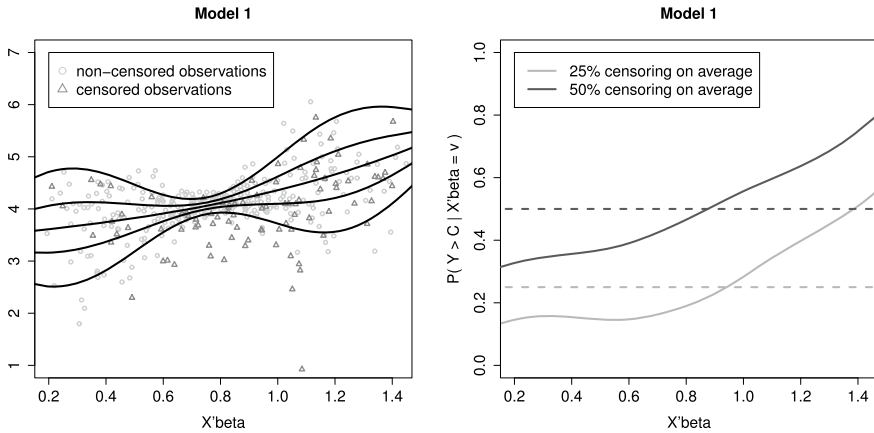 Model 1
7
6
5
4
3
2
1
non−censored observations
censored observations
0.2 0.4 0.6 0.8 1.0 1.2 1.4
X'beta
Model 1
P( Y > C | X'beta = v )
1.0
0.8
0.6
0.4
0.2
0.0
25% censoring on average
50% censoring on average
0.2 0.4 0.6 0.8 1.0 1.2 1.4
X'beta